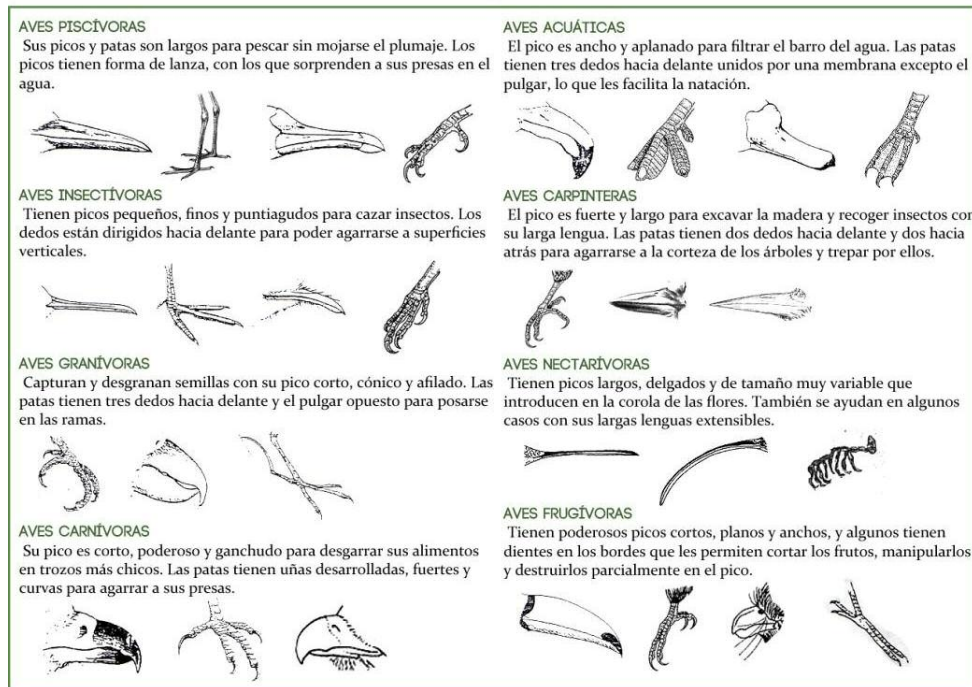 AVES PISCÍVORAS
Sus picos y patas son largos para pescar sin mojarse el plumaje. Los
picos tienen forma de lanza, con los que sorprenden a sus presas en el
agua.
AVES INSECTÍVORAS
Tienen picos pequeños, finos y puntiagudos para cazar insectos. Los
dedos están dirigidos hacia delante para poder agarrarse a superficies
verticales.
AVES GRANÍVORAS
Capturan y desgranan semillas con su pico corto, cónico y afilado. Las
patas tienen tres dedos hacia delante y el pulgar opuesto para posarse
en las ramas.
AVES CARNÍVORAS
Su pico es corto, poderoso y ganchudo para desgarrar sus alimentos
en trozos más chicos. Las patas tienen uñas desarrolladas, fuertes y
curvas para agarrar a sus presas.
AVES ACUÁTICAS
El pico es ancho y aplanado para filtrar el barro del agua. Las patas
tienen tres dedos hacia delante unidos por una membrana excepto el
pulgar, lo que les facilita la natación.
AVES CARPINTERAS
El pico es fuerte y largo para excavar la madera y recoger insectos con
su larga lengua. Las patas tienen dos dedos hacia delante y dos hacia
atrás para agarrarse a la corteza de los árboles y trepar por ellos.
AVES NECTARÍVORAS
Tienen picos largos, delgados y de tamaño muy variable que
introducen en la corola de las flores. También se ayudan en algunos
casos con sus largas lenguas extensibles.
AVES FRUGÍVORAS
Tienen poderosos picos cortos, planos y anchos, y algunos tienen
dientes en los bordes que les permiten cortar los frutos, manipularlos
y destruirlos parcialmente en el pico.